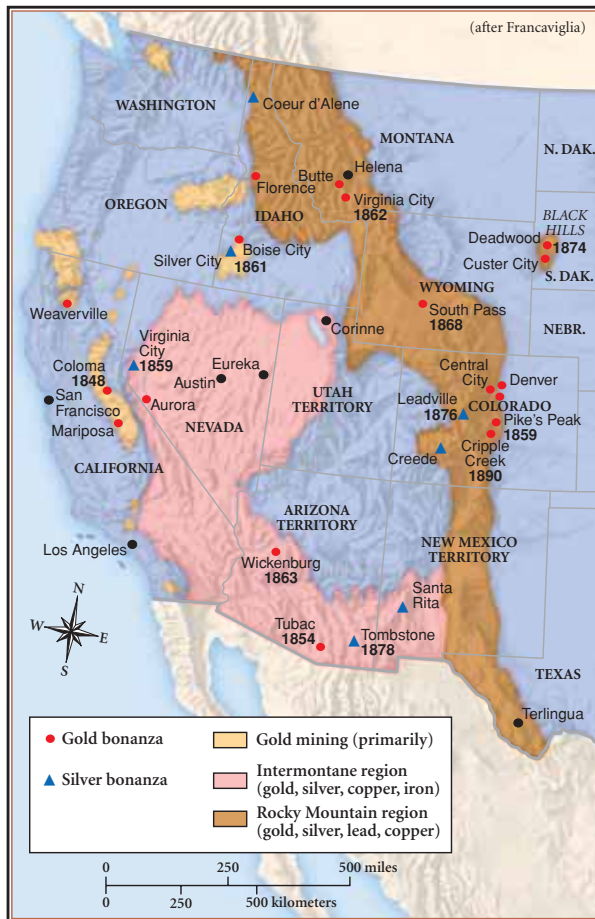 (after Francaviglia)
WASHINGTON
Coeur d'Alene
MONTANA
N. DAK.
Helena
Butte
Florence
OREGON
IDAHO
Virginia City
1862
BLACK
HILLS
Deadwood
1874
Custer City
S. DAK.
Boise City
Silver City
1861
WYOMING
South Pass
1868
NEBR.
Weaverville
Virginia
City
1859
Corinne
Coloma
1848
Eureka
Austin
UTAH
TERRITORY
Central
City
Denver
Leadville
1876
COLORADO
Pike's Peak
1859
San
Francisco
Aurora
Mariposa
NEVADA
Cripple
Creek
1890
Creede
CALIFORNIA
ARIZONA
TERRITORY
NEW MEXICO
TERRITORY
Los Angeles
Wickenburg
1863
Santa
Rita
N
W
E
S
Tubac
1854
Tombstone
1878
TEXAS
Terlingua
Gold bonanza
Silver bonanza
Gold mining (primarily)
Intermontane region
(gold, silver, copper, iron)
Rocky Mountain region
(gold, silver, lead, copper)
0 250 500 miles
0 250 500 kilometers